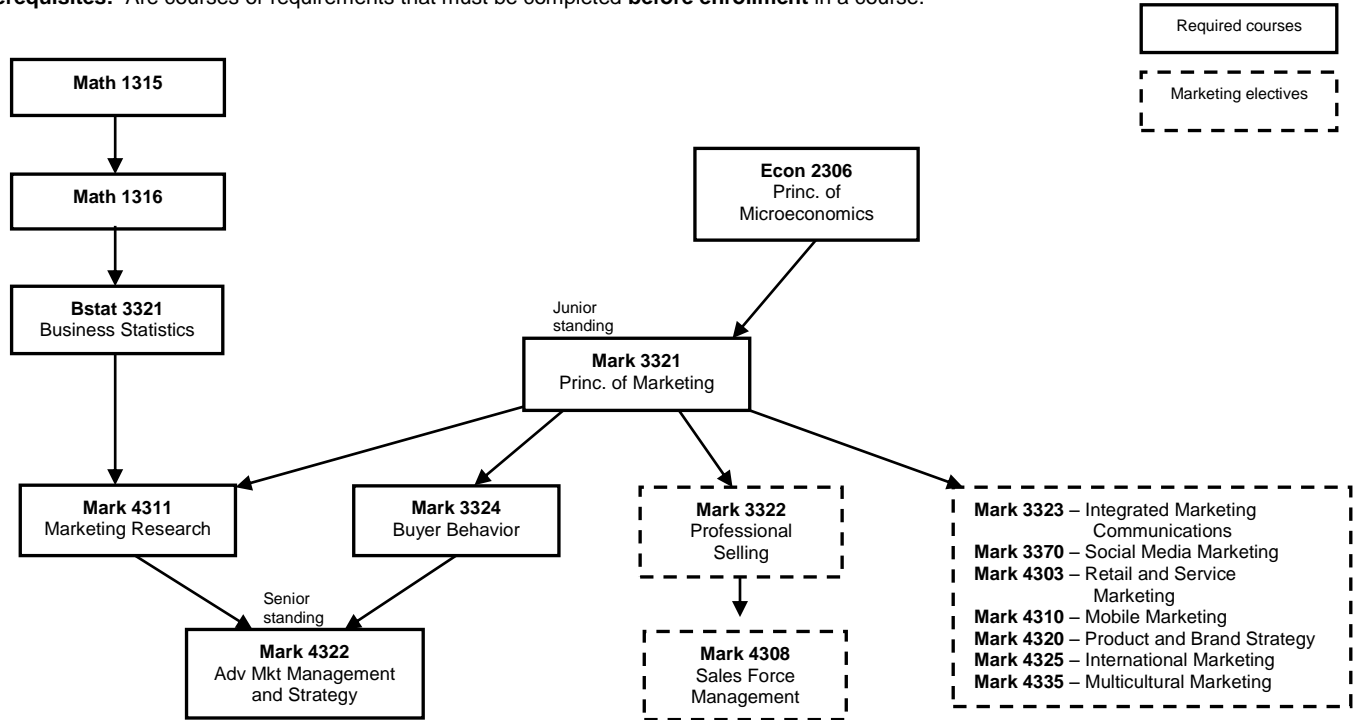 erequisites: Are courses or requirements that must be completed before enrollment in a course.
Required courses
Marketing electives
Math 1315
Math 1316
Bstat 3321
Business Statistics
Econ 2306
Princ. of
Microeconomics
Junior
standing
Mark 3321
Princ. of Marketing
Mark 4311
Marketing Research
Mark 3324
Buyer Behavior
Mark 3322
Professional
Selling
Mark 3323 – Integrated Marketing
Communications
Mark 3370 – Social Media Marketing
Mark 4303 – Retail and Service
Marketing
Mark 4310 – Mobile Marketing
Mark 4320 – Product and Brand Strategy
Mark 4325 – International Marketing
Mark 4335 – Multicultural Marketing
Senior
standing
Mark 4322
Adv Mkt Management
and Strategy
Mark 4308
Sales Force
Management